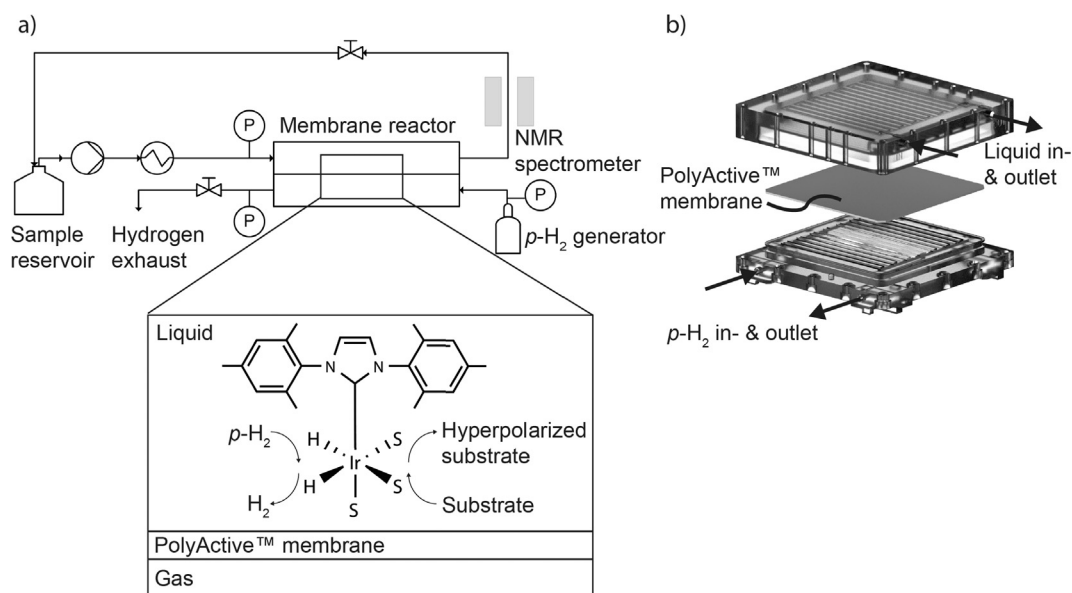 a)
b)
P
Membrane reactor
NMR
spectrometer
P
P
Sample
reservoir
Hydrogen
exhaust
p-H₂ generator
Liquid in-
& outlet
PolyActive™
membrane
p-H₂ in- & outlet
Liquid
N
N
p-H₂
H
S
Hyperpolarized
substrate
Ir
H
S
H₂
S
Substrate
PolyActive™ membrane
Gas